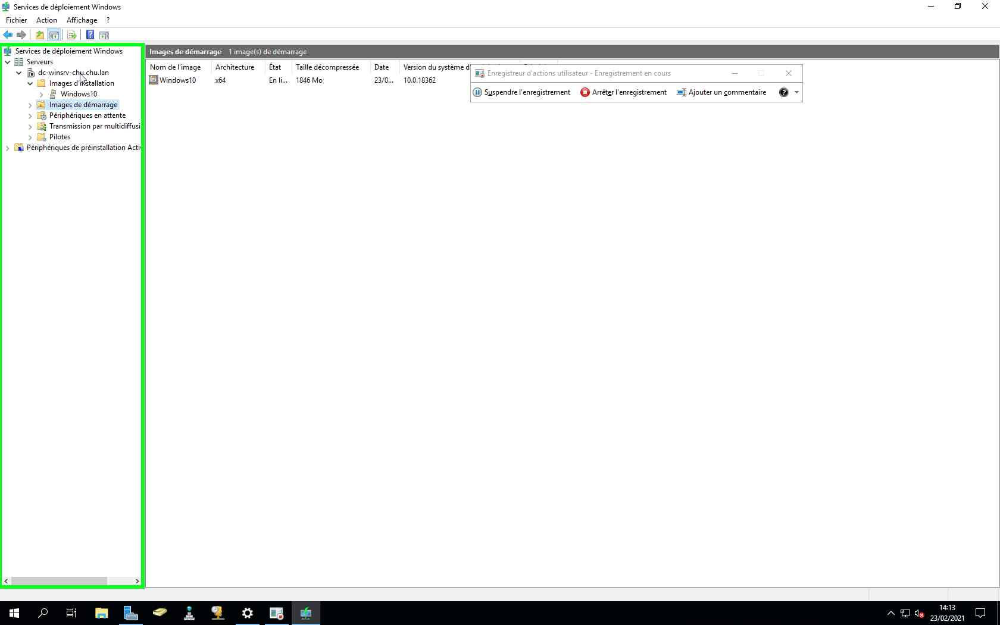 Services de déploiement Windows
Fichier Action Affichage ?
Services de déploiement Windows
Serveurs
dc-winsrv-chu.chu.lan
Images d'installation
Windows10
Images de démarrage
Périphériques en attente
Transmission par multidiffusi
Pilotes
Périphériques de préinstallation Activ
Images de démarrage 1 image(s) de démarrage
Nom de l'image Architecture État Taille décompressée Date Version du système d
Windows10 x64 En li... 1846 Mo 23/0... 10.0.18362
Enregistreur d'actions utilisateur - Enregistrement en cours
Suspendre l'enregistrement Arrêter l'enregistrement Ajouter un commentaire
14:13
23/02/2021